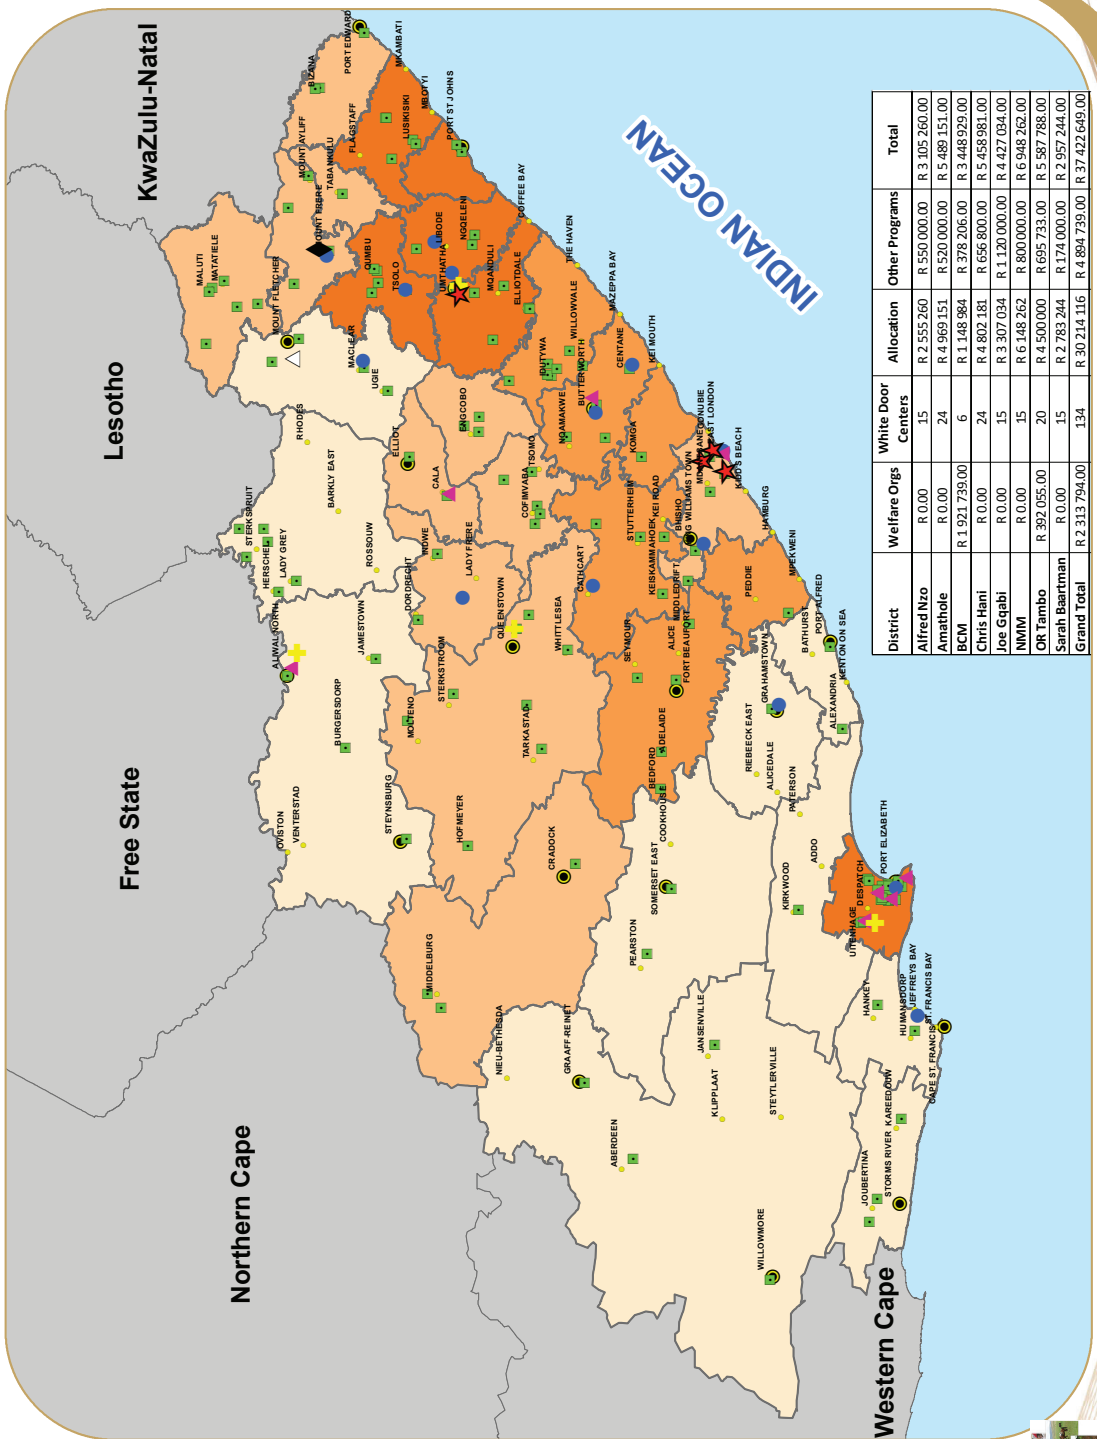 KwaZulu-Natal
Lesotho
Free State
Northern Cape
Western Cape
INDIAN OCEAN
PORT EDWARD
BIZANA
MKAMBATI
MBOTYI
LUSIKISIKI
FLAGSTAFF
PORT ST JOHNS
MOUNT AYLIFF
TABANKULU
OUNT FRERE
MALUTI
MATATIELE
MOUNT FLETCHER
QUMBU
TSOLO
LIBODE
UMTHATHA
NGQELENI
MQANDULI
COFFEE BAY
ELLIOTDALE
THE HAVEN
MAZEPPA BAY
WILLOWVALE
IDUTYWA
BUTTERWORTH
CENTANE
KEI MOUTH
NQAMAKWE
KOMGA
MACLEAR
UGIE
RHODES
ELLIOT
ENGCOBO
CALA
TSOMO
COFIMVABA
BARKLY EAST
STERKSPRUIT
HERSCHEL
LADY GREY
ROSSOUW
INDWE
LADY FRERE
DORDRECHT
QUEENSTOWN
WHITTLESEA
CATHCART
STUTTERHEIM
KEI ROAD
KEISKAMMAHOEK
BHISHO
NG WILLIAMS TOWN
EAST LONDON
KIDD'S BEACH
HAMBURG
MIDDLEDRIFT
PEDDIE
MPEKWENI
ALIWAL NORTH
JAMESTOWN
BURGERSDORP
STERKSTROOM
MOLTENO
TARKASTAD
SEYMOUR
ALICE
FORT BEAUFORT
ADELAIDE
BEDFORD
GRAHAMSTOWN
BATHURST
PORT ALFRED
KENTON ON SEA
ALEXANDRIA
RIEBEECK EAST
ALICEDALE
PATERSON
OVISTON
VENTERSTAD
STEYNSBURG
HOFMEYER
CRADOCK
COOKHOUSE
SOMERSET EAST
PEARSTON
KIRKWOOD
ADDO
PORT ELIZABETH
DESPATCH
UITENHAGE
MIDDELBURG
NIEU-BETHESDA
GRAAFF-REINET
JANSENVILLE
KLIPPLAAT
STEYTLERVILLE
ABERDEEN
HANKEY
HUMANSDORP
JEFFREYS BAY
ST. FRANCIS BAY
CAPE ST. FRANCIS
KAREEDOUW
STORMS RIVER
JOUBERTINA
WILLOWMORE
District Welfare Orgs White Door Centers Allocation Other Programs Total
Alfred Nzo R 0.00 15 R 2 555 260 R 550 000.00 R 3 105 260.00
Amathole R 0.00 24 R 4 969 151 R 520 000.00 R 5 489 151.00
BCM R 1 921 739.00 6 R 1 148 984 R 378 206.00 R 3 448 929.00
Chris Hani R 0.00 24 R 4 802 181 R 656 800.00 R 5 458 981.00
Joe Gqabi R 0.00 15 R 3 307 034 R 1 120 000.00 R 4 427 034.00
NMM R 0.00 15 R 6 148 262 R 800 000.00 R 6 948 262.00
OR Tambo R 392 055.00 20 R 4 500 000 R 695 733.00 R 5 587 788.00
Sarah Baartman R 0.00 15 R 2 783 244 R 174 000.00 R 2 957 244.00
Grand Total R 2 313 794.00 134 R 30 214 116 R 4 894 739.00 R 37 422 649.00